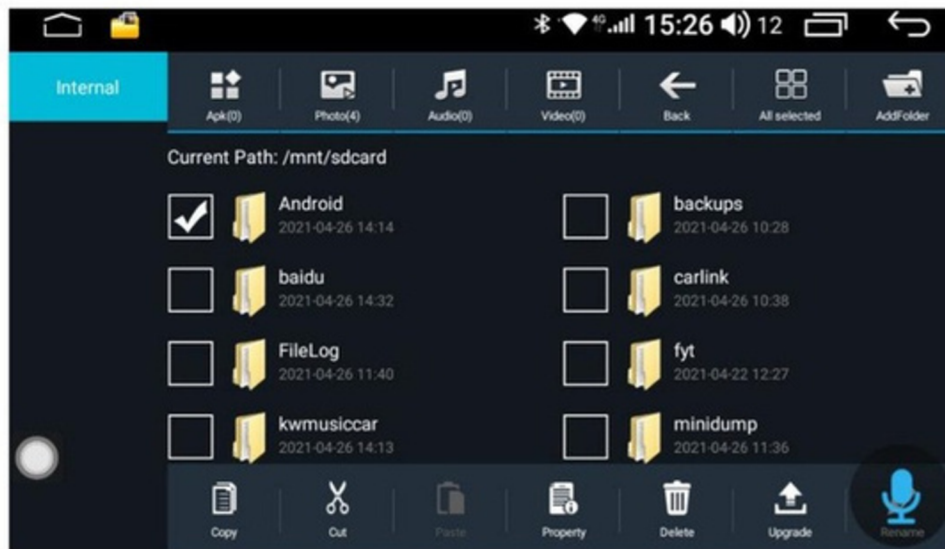 4G 15:26 12
Internal
Apk(0) Photo(4) Audio(0) Video(0) Back All selected AddFolder
Current Path: /mnt/sdcard
Android backups
2021-04-26 14:14 2021-04-26 10:28
baidu carlink
2021-04-26 14:32 2021-04-26 10:38
FileLog fyt
2021-04-26 11:40 2021-04-22 12:27
kwmusiccar minidump
2021-04-26 14:13 2021-04-26 11:36
Copy Cut Paste Property Delete Upgrade Rename